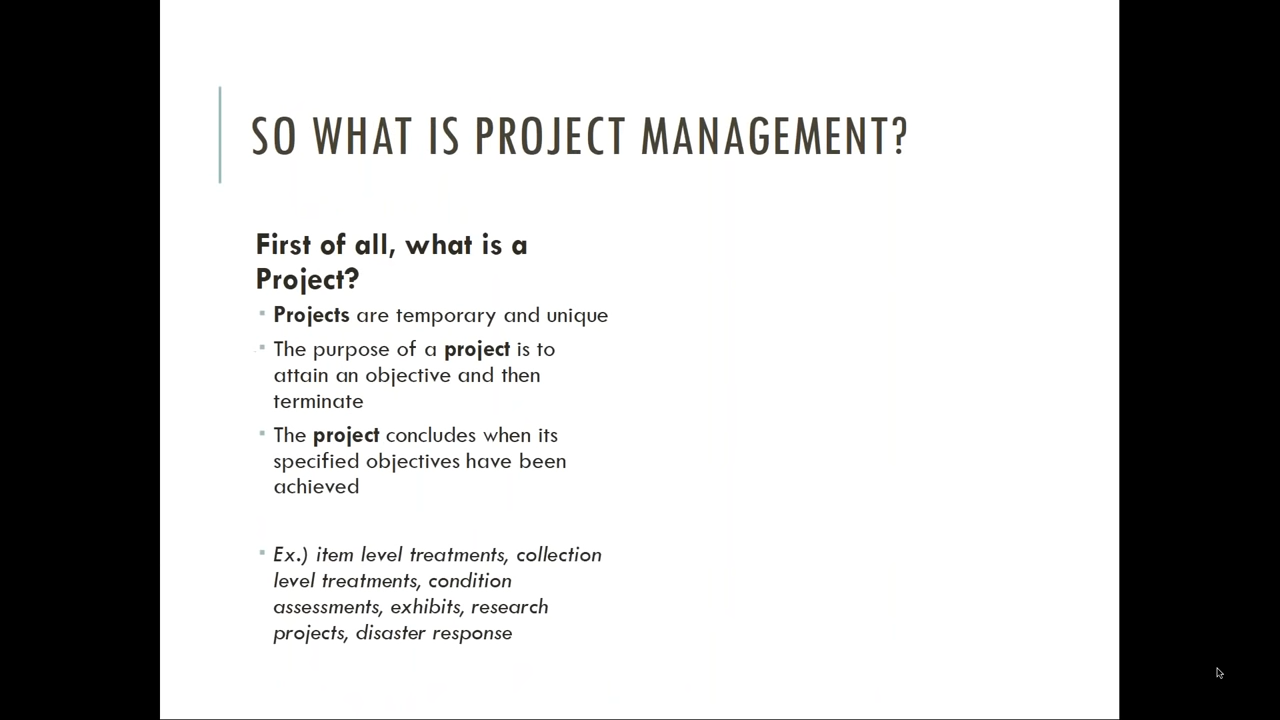 SO WHAT IS PROJECT MANAGEMENT?
First of all, what is a
Project?
▪ Projects are temporary and unique
▪ The purpose of a project is to
attain an objective and then
terminate
▪ The project concludes when its
specified objectives have been
achieved
▪ Ex.) item level treatments, collection
level treatments, condition
assessments, exhibits, research
projects, disaster response